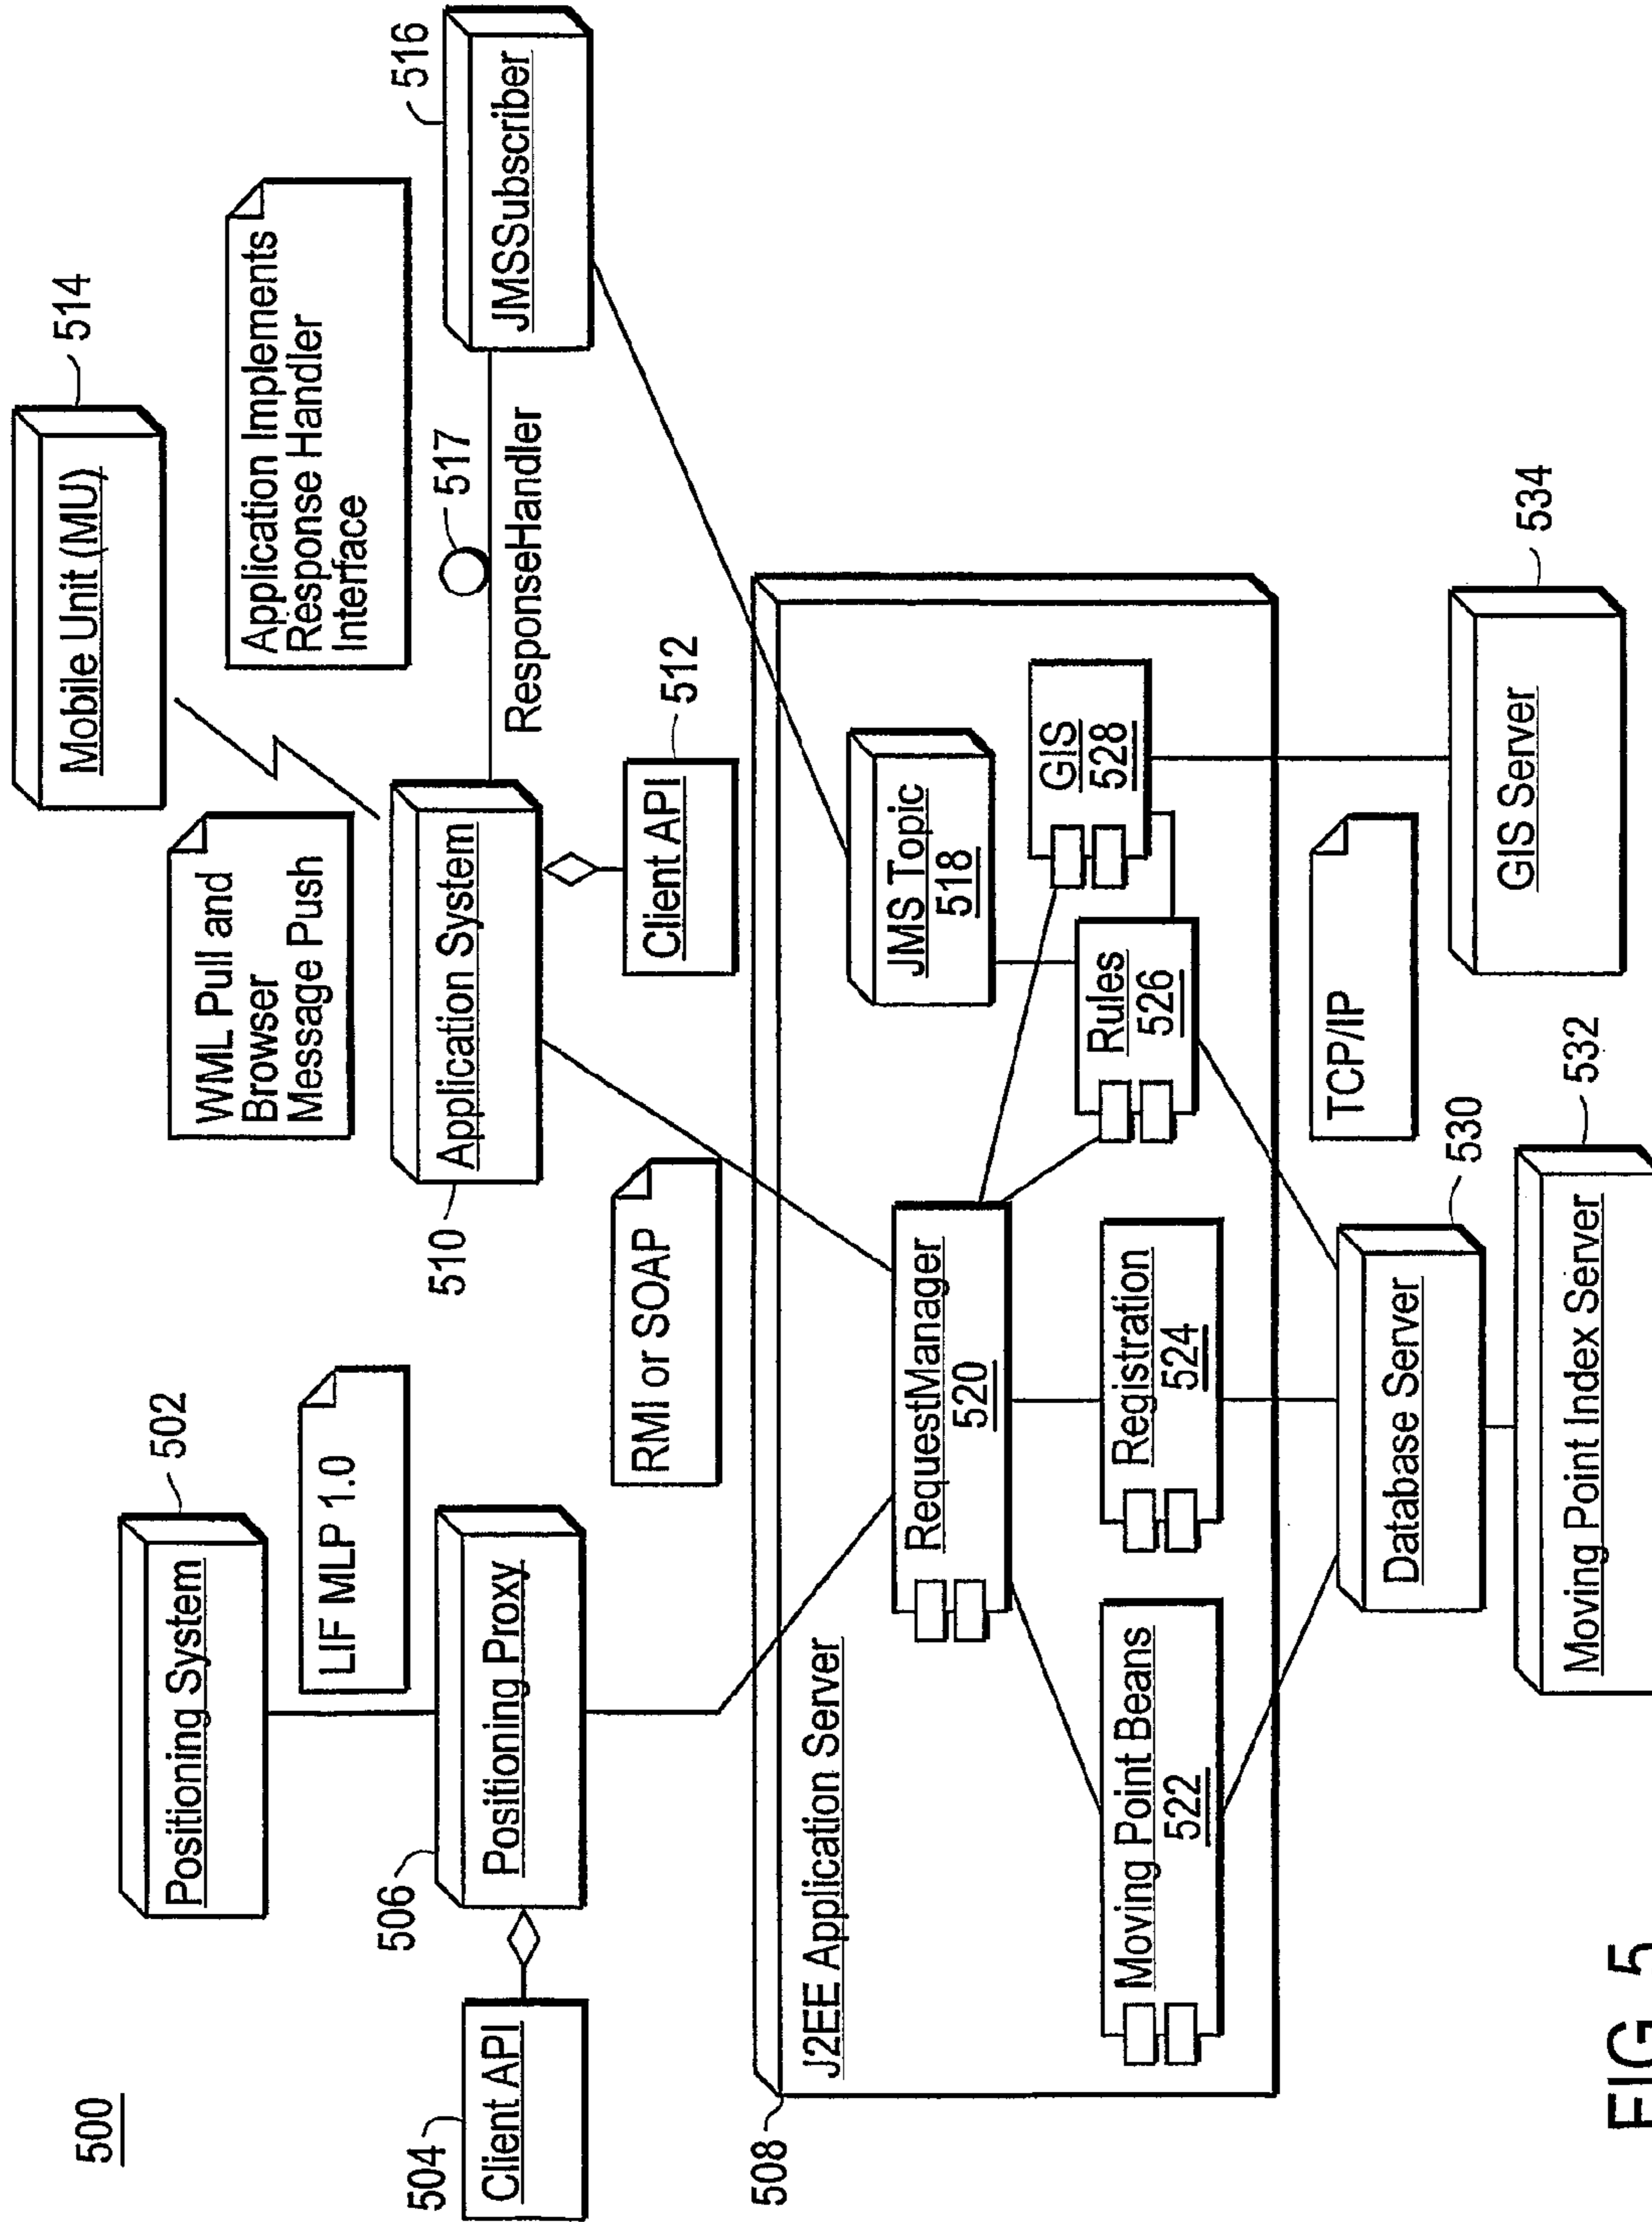 500
Positioning System
502
LIF MLP 1.0
504
Client API
506
Positioning Proxy
RMI or SOAP
WML Pull and
Browser
Message Push
Mobile Unit (MU)
514
510
Application System
Client API
512
517
ResponseHandler
Application Implements
Response Handler
Interface
JMSSubscriber
516
508
J2EE Application Server
RequestManager
520
JMS Topic
518
Moving Point Beans
522
Registration
524
Rules
526
GIS
528
Database Server
530
TCP/IP
GIS Server
534
Moving Point Index Server
532
FIG. 5